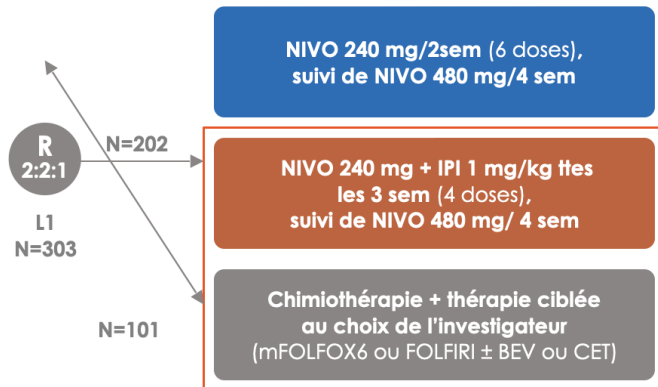 NIVO 240 mg/2sem (6 doses),
suivi de NIVO 480 mg/4 sem
R
2:2:1
N=202
L1
N=303
NIVO 240 mg + IPI 1 mg/kg ttes
les 3 sem (4 doses),
suivi de NIVO 480 mg/ 4 sem
N=101
Chimiothérapie + thérapie ciblée
au choix de l’investigateur
(mFOLFOX6 ou FOLFIRI ± BEV ou CET)